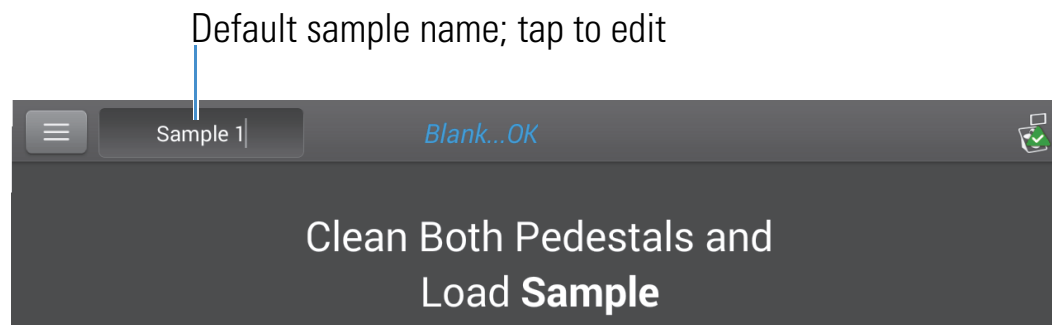 Default sample name; tap to edit
Sample 1
Blank...OK
Clean Both Pedestals and
Load Sample